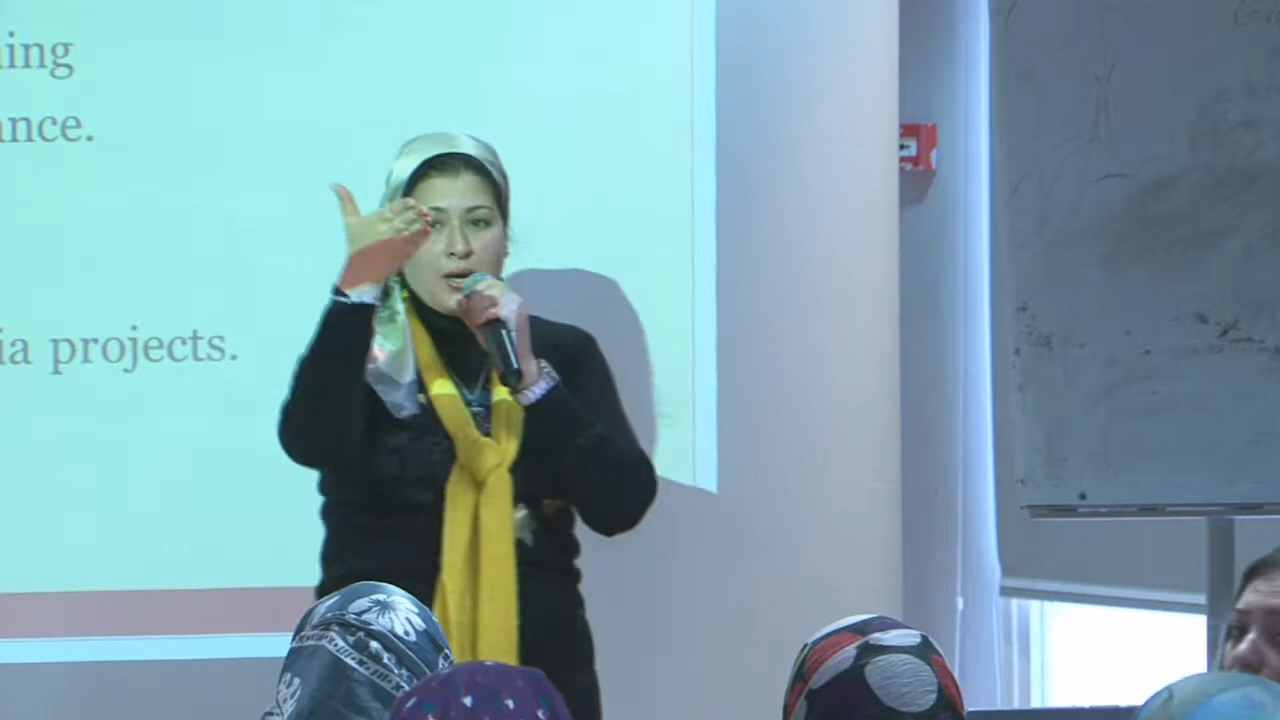 ing
ance.
ia projects.